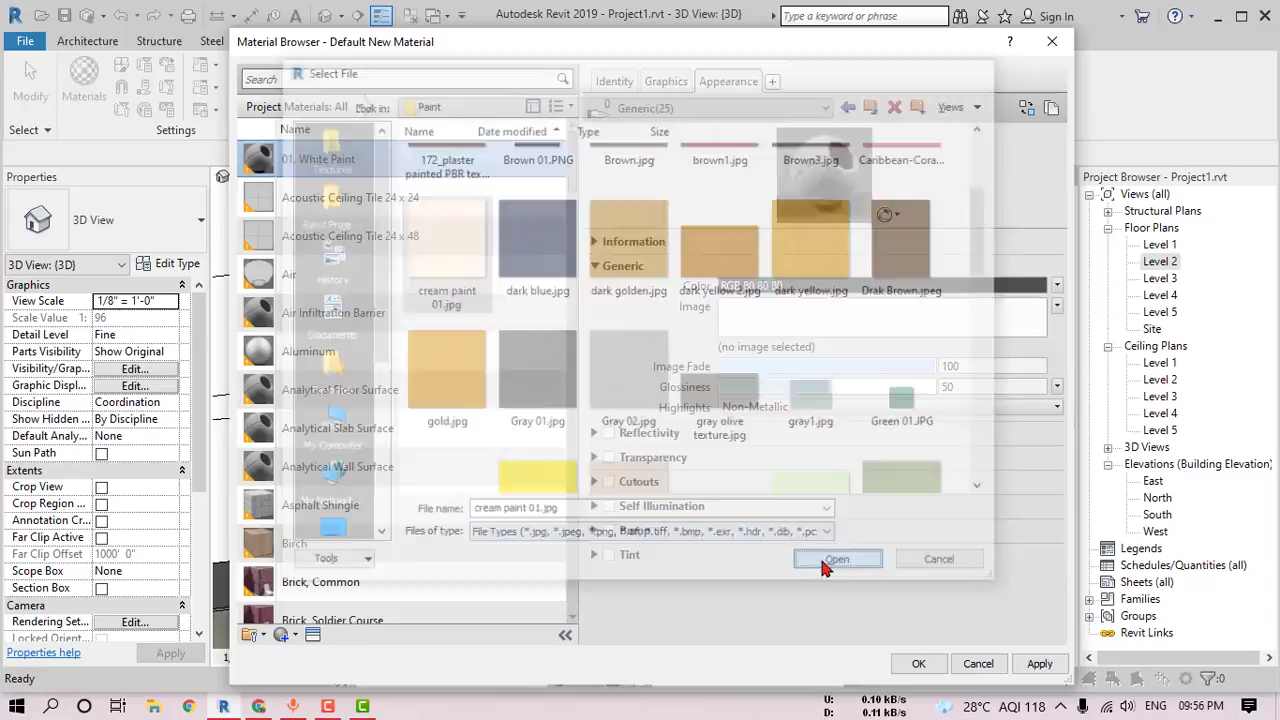 Autodesk Revit 2019 - Project1.rvt - 3D View: {3D}
Type a keyword or phrase
Sign In
File
Architecture
Structure
Steel
Modify
Materials
Select
Settings
Properties
3D View
3D View: {3D}
Edit Type
Graphics
View Scale 1/8" = 1'-0"
Scale Value 1: 96
Detail Level Fine
Parts Visibility Show Original
Visibility/Grap... Edit...
Graphic Displ... Edit...
Discipline Coordination
Show Hidden ... By Discipline
Default Analy... None
Sun Path
Extents
Crop View
Crop Region ...
Annotation Cr...
Far Clip Active
Far Clip Offset 1000' 0"
Scope Box None
Section Box
Camera
Rendering Set... Edit...
Locked Orient...
Properties help
Apply
Ready
Material Browser - Default New Material
Search
Project Materials: All
Name
01. White Paint
Acoustic Ceiling Tile 24 x 24
Acoustic Ceiling Tile 24 x 48
Air
Air Infiltration Barrier
Aluminum
Analytical Floor Surface
Analytical Slab Surface
Analytical Wall Surface
Asphalt Shingle
Birch
Brick, Common
Brick, Soldier Course
Select File
Look in:
Paint
Views
Name
Date modified
Type
Size
Textures
History
Documents
My Computer
172_plaster painted PBR tex...
Brown 01.PNG
Brown.jpg
brown1.jpg
Brown3.jpg
Caribbean-Cora...
cream paint 01.jpg
dark blue.jpg
dark golden.jpg
dark yellow 2.jpg
dark yellow.jpg
Drak Brown.jpeg
gold.jpg
Gray 01.jpg
Gray 02.jpg
gray olive texture.jpg
gray1.jpg
Green 01.JPG
File name: cream paint 01.jpg
Files of type:
Tools
Open
Cancel
Identity
Graphics
Appearance
Generic(25)
Information
Generic
Color RGB 80 80 80
Image
(no image selected)
Image Fade 100
Glossiness 50
Highlights Non-Metallic
Reflectivity
Transparency
Cutouts
Self Illumination
Tint
OK
Cancel
Apply
Project Browser - Project1.rvt
Views (all)
Structural Plans
Floor Plans
Level 1
Level 2
Level 3
Level 4
Level 5
Site
Ceiling Plans
Level 1
Level 2
Level 3
Level 4
Level 5
3D Views
Elevations (Building Elevation)
East
North
South
West
Legends
Schedules/Quantities (all)
Sheets (all)
Families
Groups
Revit Links
:0
U: 0.10 kB/s
D: 0.11 kB/s
28°C AQI 118
09:56 PM